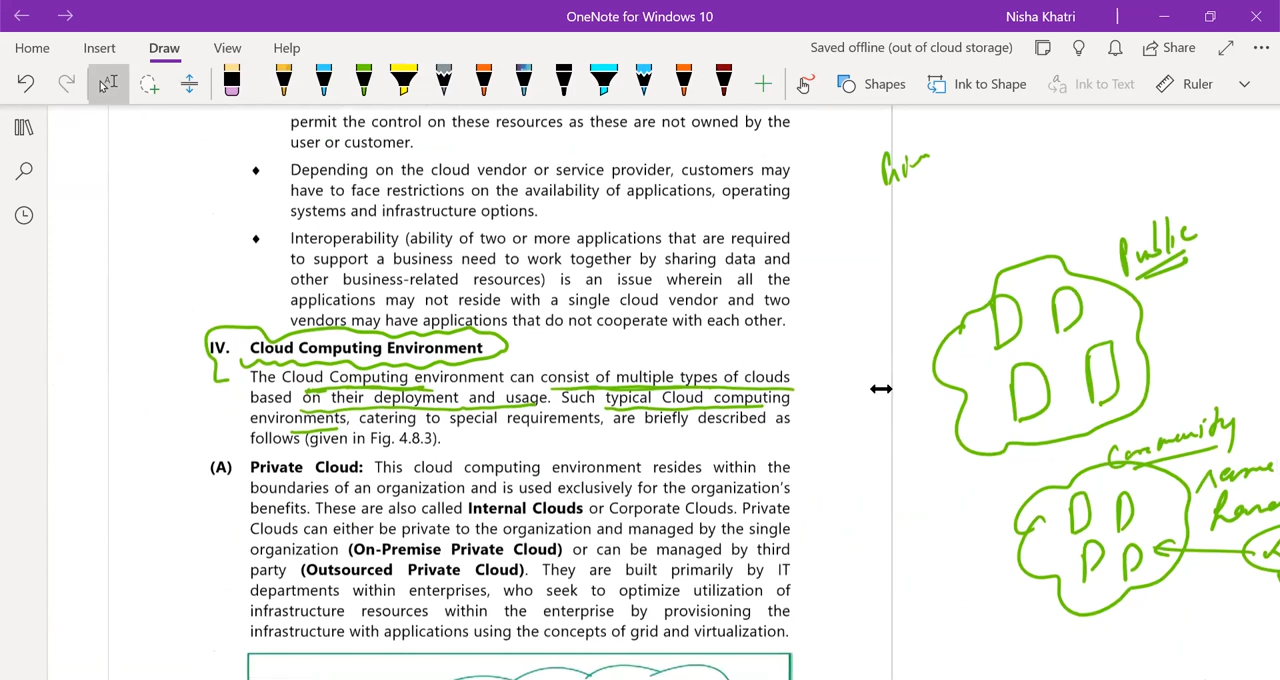 OneNote for Windows 10
Nisha Khatri
Home Insert Draw View Help
Saved offline (out of cloud storage)
Share
Shapes
Ink to Shape
Ink to Text
Ruler
permit the control on these resources as these are not owned by the
user or customer.
♦ Depending on the cloud vendor or service provider, customers may
have to face restrictions on the availability of applications, operating
systems and infrastructure options.
♦ Interoperability (ability of two or more applications that are required
to support a business need to work together by sharing data and
other business-related resources) is an issue wherein all the
applications may not reside with a single cloud vendor and two
vendors may have applications that do not cooperate with each other.
IV. Cloud Computing Environment
The Cloud Computing environment can consist of multiple types of clouds
based on their deployment and usage. Such typical Cloud computing
environments, catering to special requirements, are briefly described as
follows (given in Fig. 4.8.3).
(A) Private Cloud: This cloud computing environment resides within the
boundaries of an organization and is used exclusively for the organization's
benefits. These are also called Internal Clouds or Corporate Clouds. Private
Clouds can either be private to the organization and managed by the single
organization (On-Premise Private Cloud) or can be managed by third
party (Outsourced Private Cloud). They are built primarily by IT
departments within enterprises, who seek to optimize utilization of
infrastructure resources within the enterprise by provisioning the
infrastructure with applications using the concepts of grid and virtualization.
Public
D D
D D
Community
D D
D D